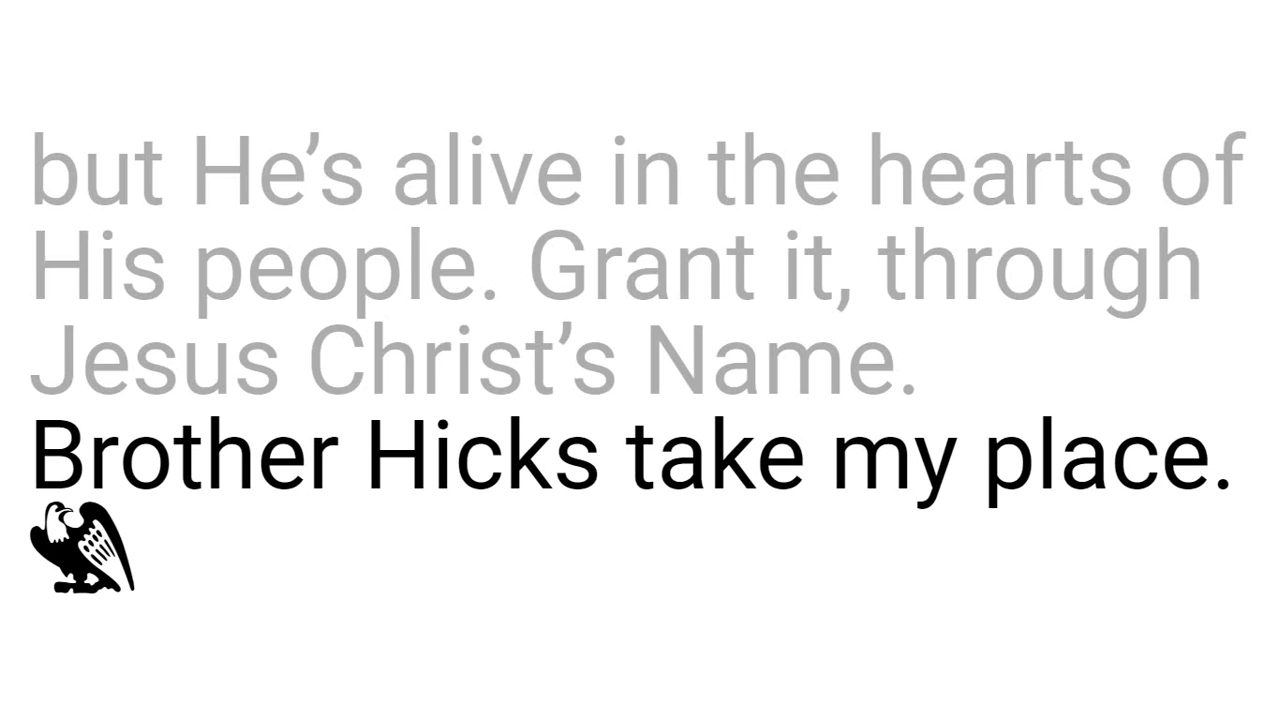 but He’s alive in the hearts of
His people. Grant it, through
Jesus Christ’s Name.
Brother Hicks take my place.